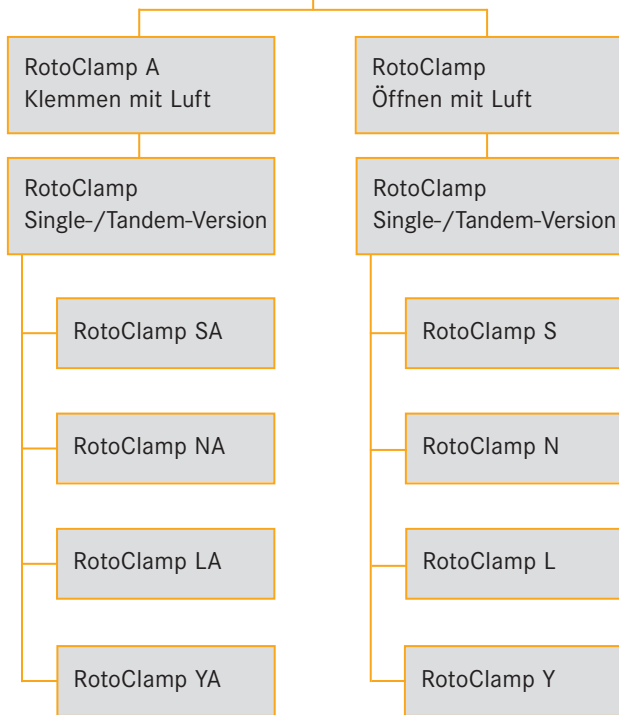 RotoClamp A
Klemmen mit Luft
RotoClamp
Single-/Tandem-Version
RotoClamp SA
RotoClamp NA
RotoClamp LA
RotoClamp YA
RotoClamp
Öffnen mit Luft
RotoClamp
Single-/Tandem-Version
RotoClamp S
RotoClamp N
RotoClamp L
RotoClamp Y